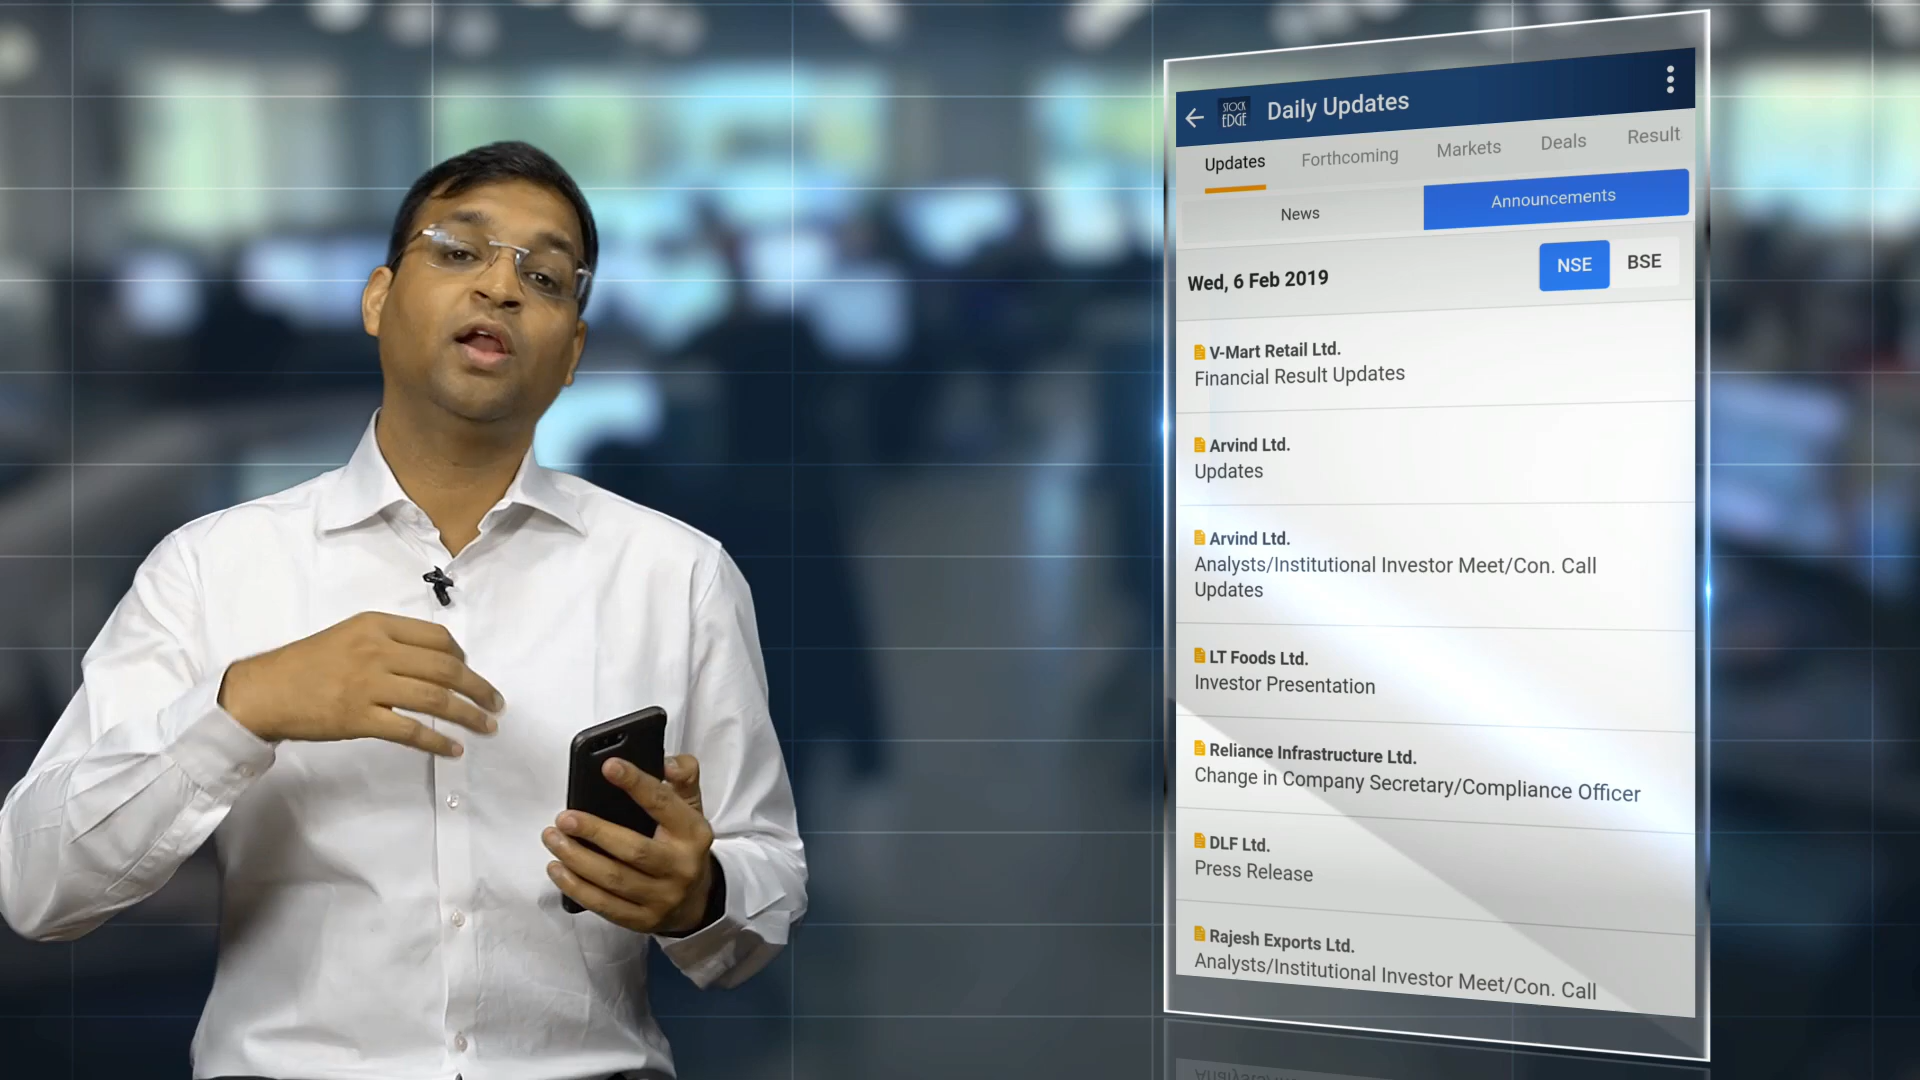 STOCK
EDGE
Daily Updates
Updates Forthcoming Markets Deals Result
News Announcements
Wed, 6 Feb 2019 NSE BSE
V-Mart Retail Ltd.
Financial Result Updates
Arvind Ltd.
Updates
Arvind Ltd.
Analysts/Institutional Investor Meet/Con. Call
Updates
LT Foods Ltd.
Investor Presentation
Reliance Infrastructure Ltd.
Change in Company Secretary/Compliance Officer
DLF Ltd.
Press Release
Rajesh Exports Ltd.
Analysts/Institutional Investor Meet/Con. Call